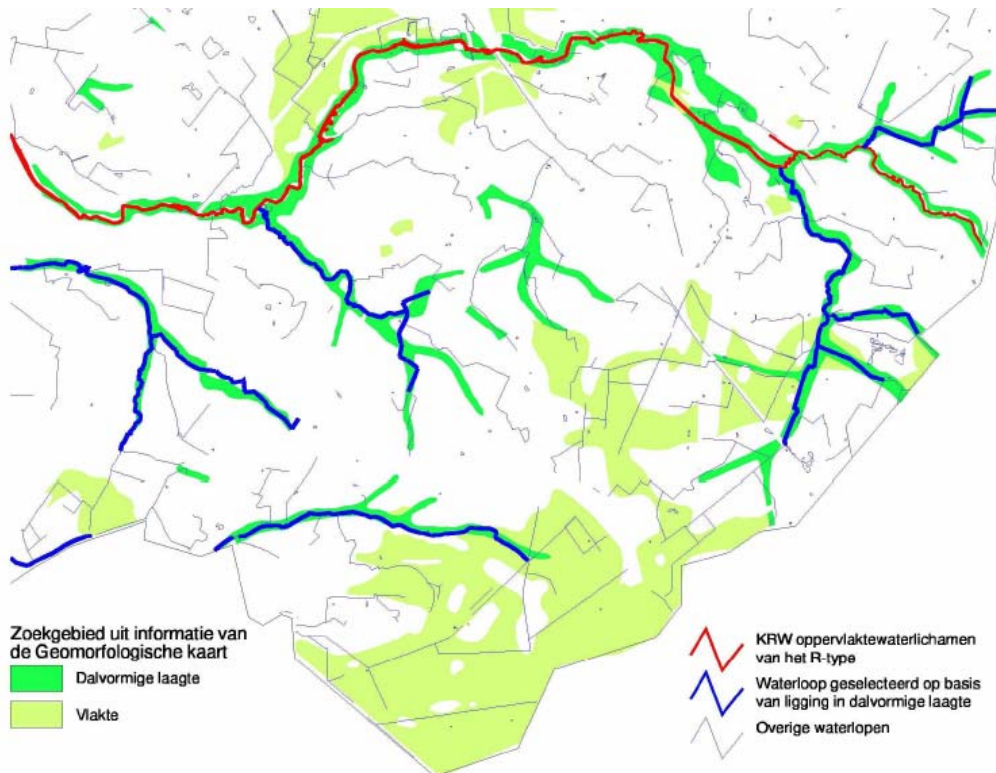 Zoekgebied uit informatie van
de Geomorfologische kaart
Dalvormige laagte
Vlakte
KRW oppervlaktewaterlichamen
van het R-type
Waterloop geselecteerd op basis
van ligging in dalvormige laagte
Overige waterlopen